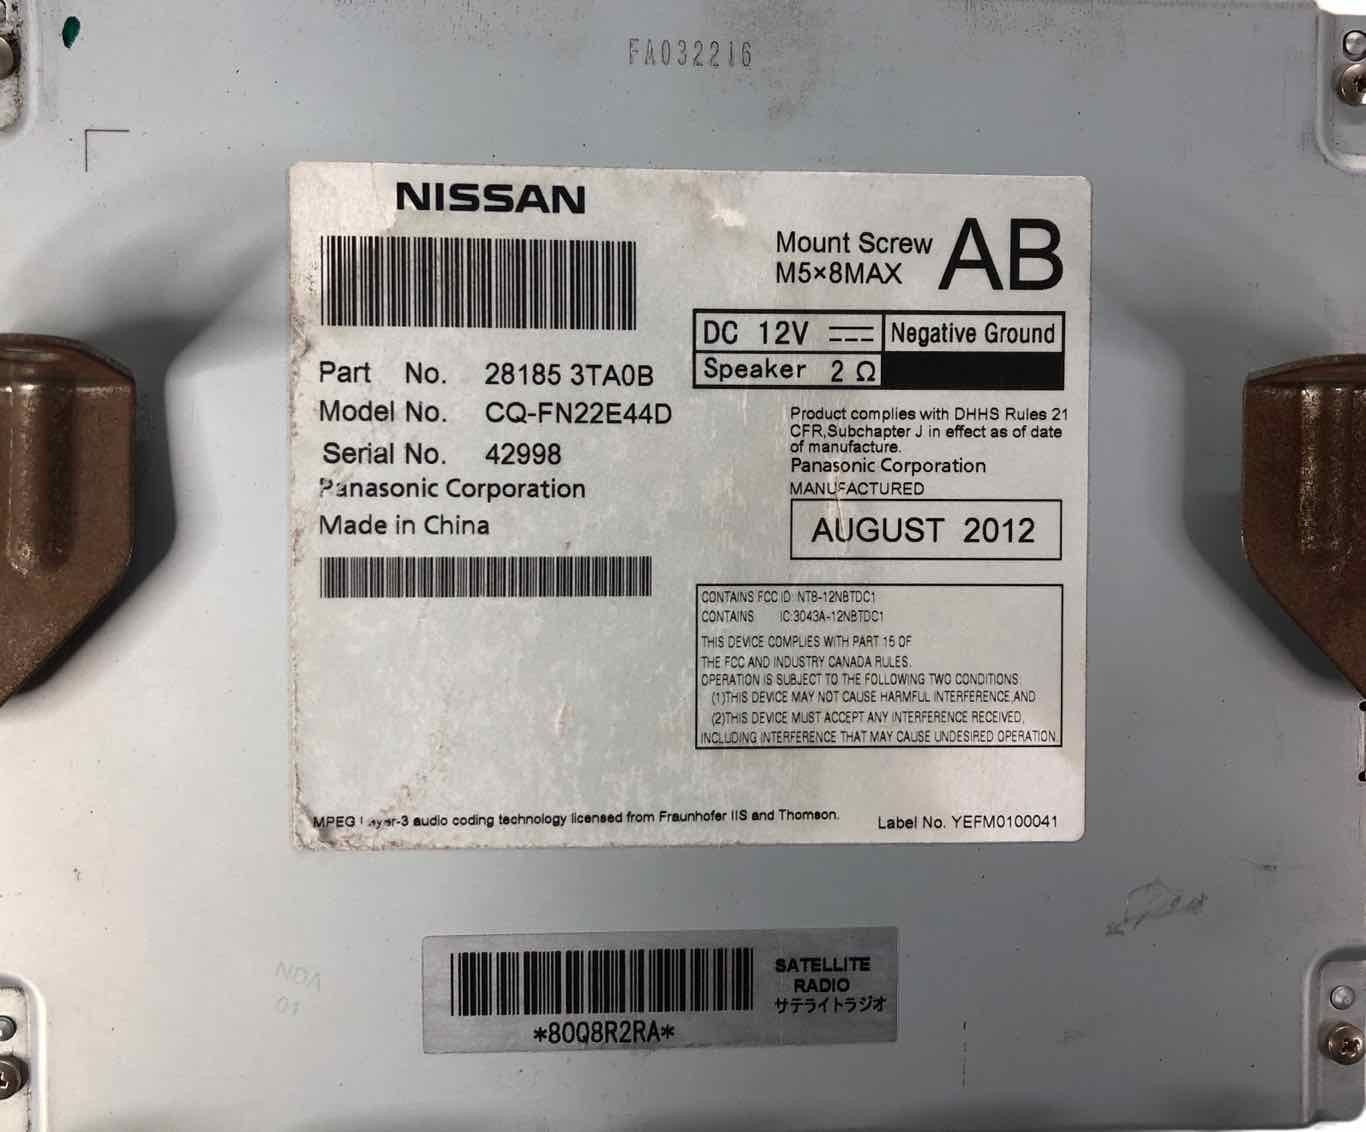 FA032216
NISSAN
Mount Screw
M5×8MAX
AB
DC 12V
Negative Ground
Speaker 2 Ω
Part No. 28185 3TA0B
Model No. CQ-FN22E44D
Serial No. 42998
Panasonic Corporation
Made in China
Product complies with DHHS Rules 21
CFR,Subchapter J in effect as of date
of manufacture.
Panasonic Corporation
MANUFACTURED
AUGUST 2012
CONTAINS FCC ID NT8-12NBTDC1
CONTAINS IC:3043A-12NBTDC1
THIS DEVICE COMPLIES WITH PART 15 OF
THE FCC AND INDUSTRY CANADA RULES.
OPERATION IS SUBJECT TO THE FOLLOWING TWO CONDITIONS:
(1)THIS DEVICE MAY NOT CAUSE HARMFUL INTERFERENCE,AND
(2)THIS DEVICE MUST ACCEPT ANY INTERFERENCE RECEIVED,
INCLUDING INTERFERENCE THAT MAY CAUSE UNDESIRED OPERATION.
MPEG Layer-3 audio coding technology licensed from Fraunhofer IIS and Thomson.
Label No. YEFM0100041
NDA
01
SATELLITE
RADIO
サテライトラジオ
*80Q8R2RA*